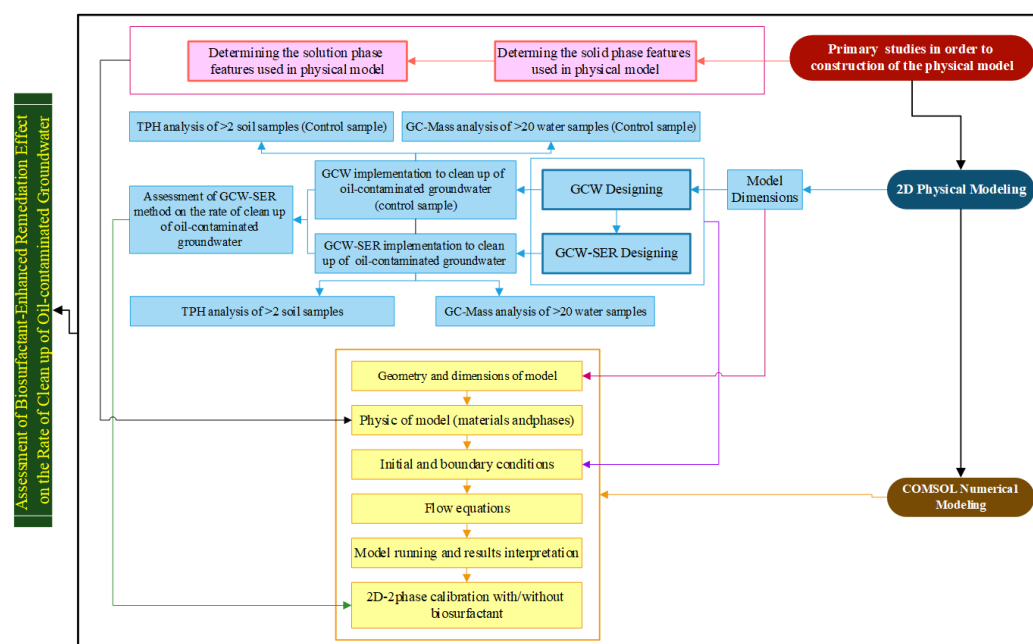 Assessment of Biosurfactant-Enhanced Remediation Effect
on the Rate of Clean up of Oil-contaminated Groundwater
Determining the solution phase
features used in physical model
Determing the solid phase features
used in physical model
Primary studies in order to
construction of the physical model
TPH analysis of >2 soil samples (Control sample)
GC-Mass analysis of >20 water samples (Control sample)
Assessment of GCW-SER
method on the rate of clean up
of oil-contaminated
groundwater
GCW implementation to clean up of
oil-contaminated groundwater
(control sample)
GCW Designing
Model
Dimensions
2D Physical Modeling
GCW-SER implementation to clean
up of oil-contaminated groundwater
GCW-SER Designing
TPH analysis of >2 soil samples
GC-Mass analysis of >20 water samples
Geometry and dimensions of model
Physic of model (materials andphases)
Initial and boundary conditions
Flow equations
Model running and results interpretation
2D-2phase calibration with/without
biosurfactant
COMSOL Numerical
Modeling